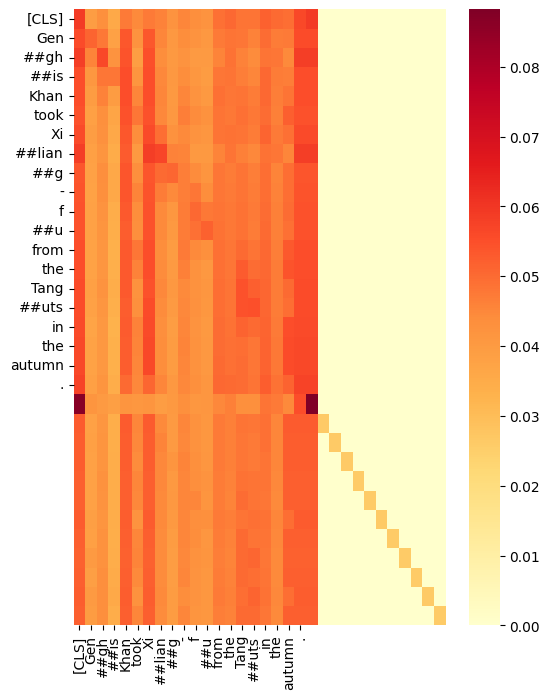 [CLS]
Gen
##gh
##is
Khan
took
Xi
##lian
##g
-
f
##u
from
the
Tang
##uts
in
the
autumn
.
0.08
0.07
0.06
0.05
0.04
0.03
0.02
0.01
0.00
[CLS]
Gen
##gh
##is
Khan
took
Xi
##lian
##g
-
f
##u
from
the
Tang
##uts
in
the
autumn
.